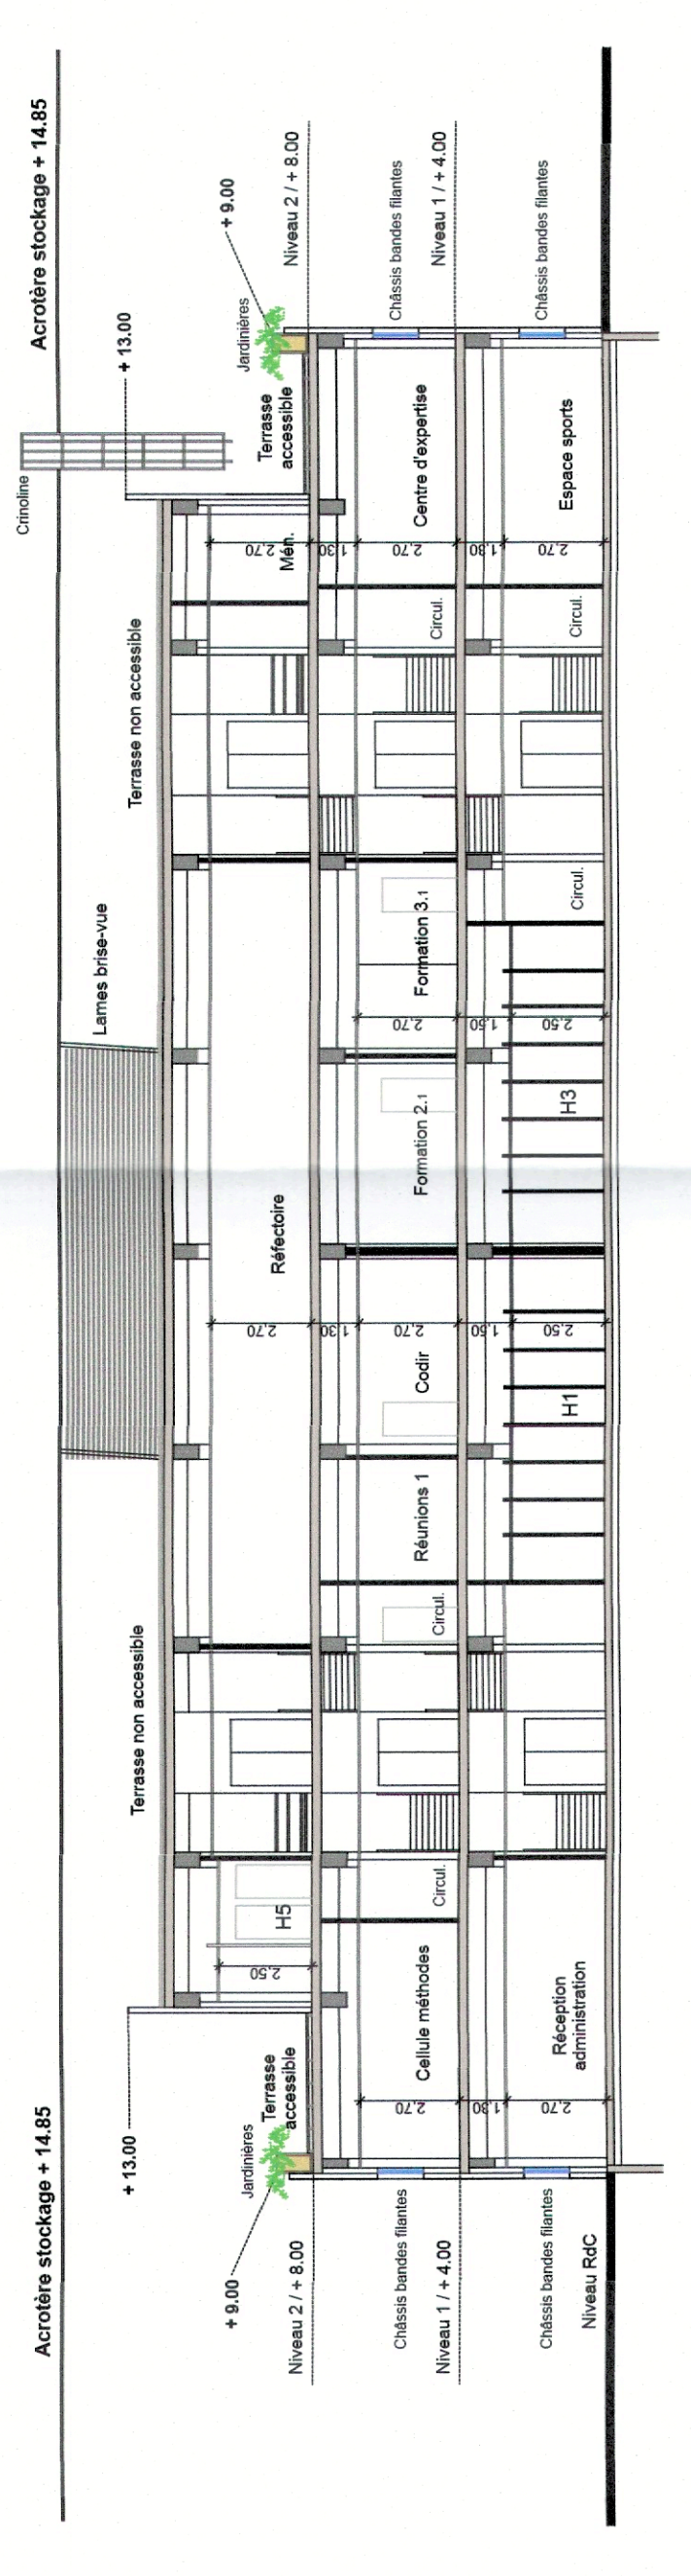 Acrotère stockage + 14.85
Acrotère stockage + 14.85
Crinoline
+ 13.00
+ 13.00
Lames brise-vue
Terrasse non accessible
Terrasse non accessible
+ 9.00
+ 9.00
Jardinières
Jardinières
Terrasse
accessible
Terrasse
accessible
H5
2,50
Réfectoire
2,70
Mén.
2,70
Niveau 2 / + 8.00
Niveau 2 / + 8.00
1,30
1,30
Châssis bandes filantes
Cellule méthodes
2,70
Circul.
Circul.
Réunions 1
Codir
2,70
Formation 2.1
Formation 3.1
2,70
Circul.
Centre d'expertise
2,70
Châssis bandes filantes
Niveau 1 / + 4.00
Niveau 1 / + 4.00
1,30
1,50
1,50
1,30
Châssis bandes filantes
Réception
administration
2,70
H1
2,50
H3
2,50
Circul.
Circul.
Espace sports
2,70
Châssis bandes filantes
Niveau RdC